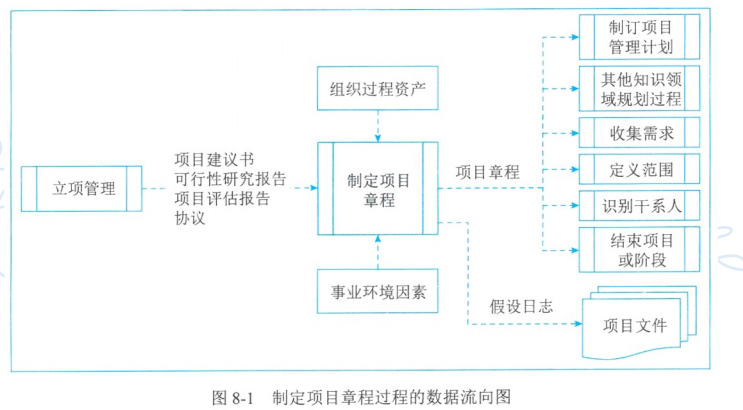 立项管理
项目建议书
可行性研究报告
项目评估报告
协议
组织过程资产
制定项目
章程
事业环境因素
项目章程
假设日志
制订项目
管理计划
其他知识领
域规划过程
收集需求
定义范围
识别干系人
结束项目
或阶段
项目文件
图 8-1 制定项目章程过程的数据流向图